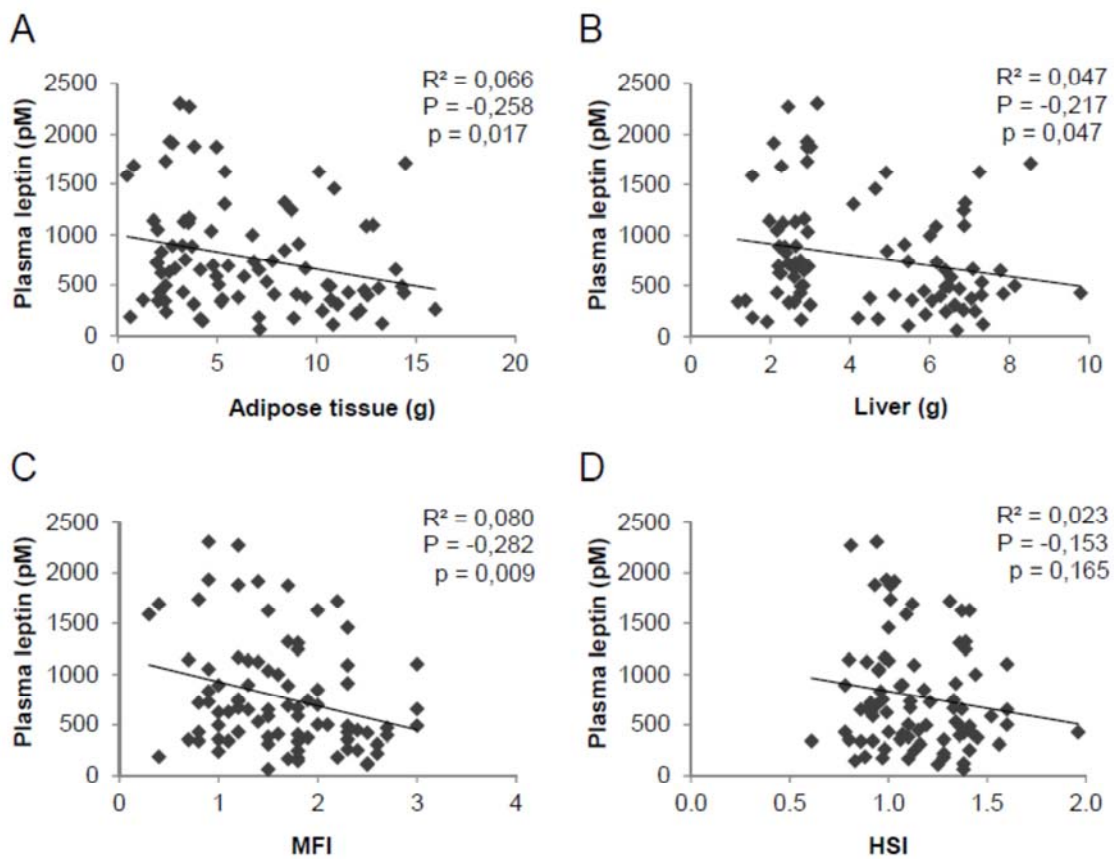 A
R² = 0,066
P = -0,258
p = 0,017
Plasma leptin (pM)
2500
2000
1500
1000
500
0
0 5 10 15 20
Adipose tissue (g)
B
R² = 0,047
P = -0,217
p = 0,047
Plasma leptin (pM)
2500
2000
1500
1000
500
0
0 2 4 6 8 10
Liver (g)
C
R² = 0,080
P = -0,282
p = 0,009
Plasma leptin (pM)
2500
2000
1500
1000
500
0
0 1 2 3 4
MFI
D
R² = 0,023
P = -0,153
p = 0,165
Plasma leptin (pM)
2500
2000
1500
1000
500
0
0.0 0.5 1.0 1.5 2.0
HSI